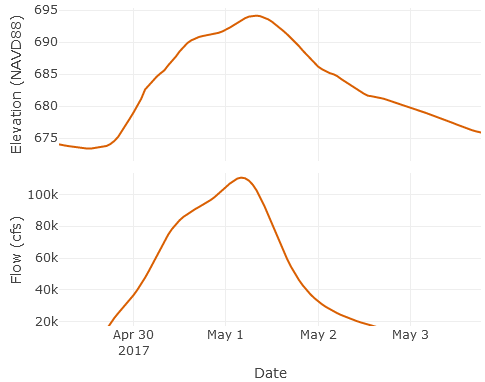 Elevation (NAVD88)
695
690
685
680
675
Flow (cfs)
100k
80k
60k
40k
20k
Apr 30
2017
May 1
May 2
May 3
Date